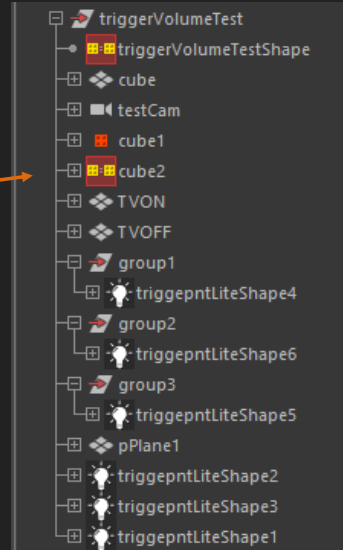 triggerVolumeTest
triggerVolumeTestShape
cube
testCam
cube1
cube2
TVON
TVOFF
group1
triggepntLiteShape4
group2
triggepntLiteShape6
group3
triggepntLiteShape5
pPlane1
triggepntLiteShape2
triggepntLiteShape3
triggepntLiteShape1